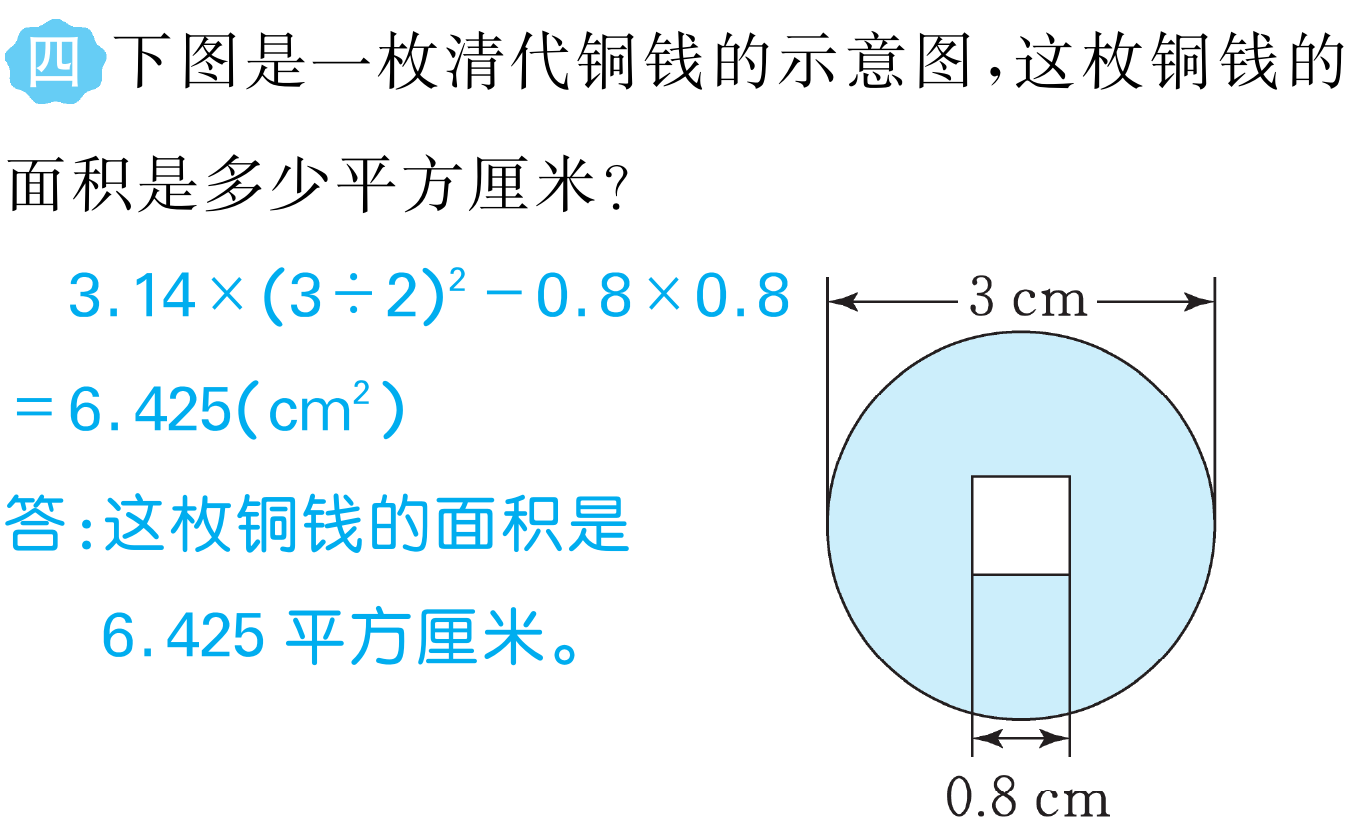 四 下图是一枚清代铜钱的示意图,这枚铜钱的
面积是多少平方厘米?
3.14×(3÷2)²-0.8×0.8
=6.425(cm²)
答:这枚铜钱的面积是
6.425 平方厘米。
3 cm
0.8 cm